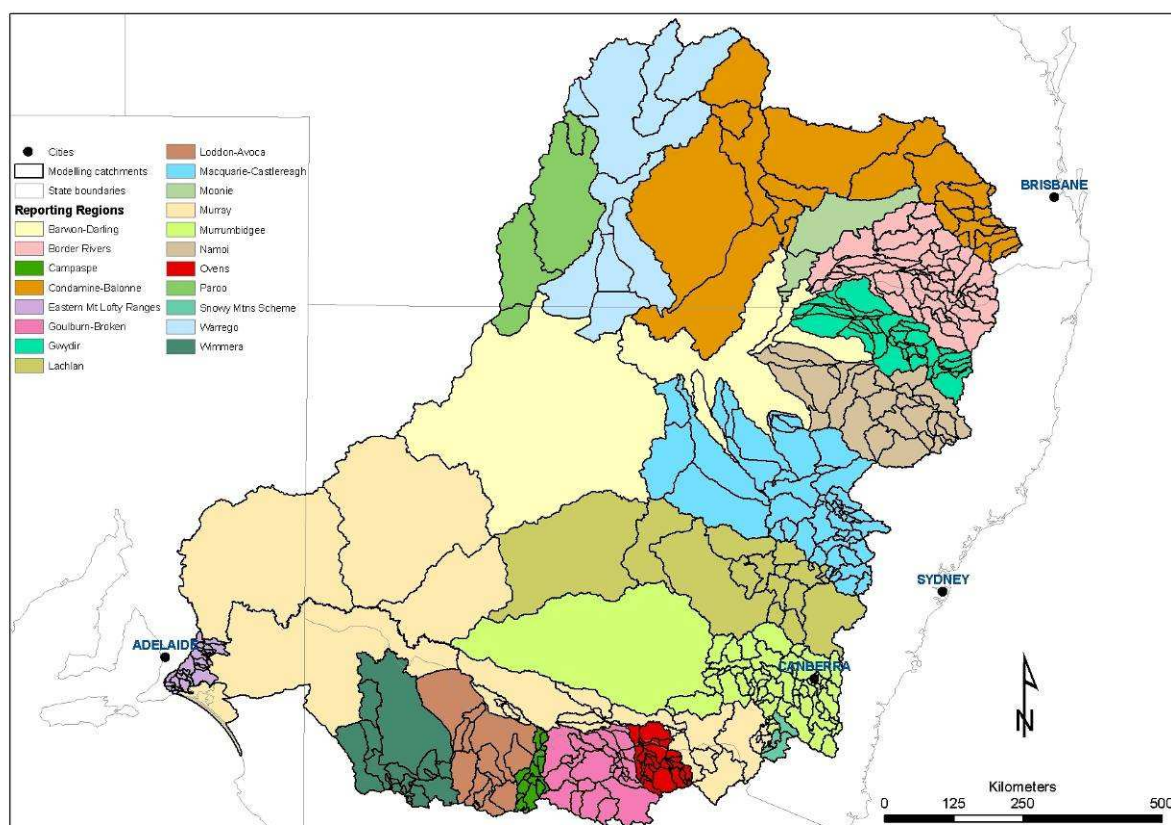 Cities
Modelling catchments
State boundaries
Reporting Regions
Barwon-Darling
Border Rivers
Campaspe
Condamine-Balonne
Eastern Mt Lofty Ranges
Goulburn-Broken
Gwydir
Lachlan
Loddon-Avoca
Macquarie-Castlereagh
Moonie
Murray
Murrumbidgee
Namoi
Ovens
Paroo
Snowy Mtns Scheme
Warrego
Wimmera
BRISBANE
SYDNEY
ADELAIDE
CANBERRA
N
Kilometers
0 125 250 500